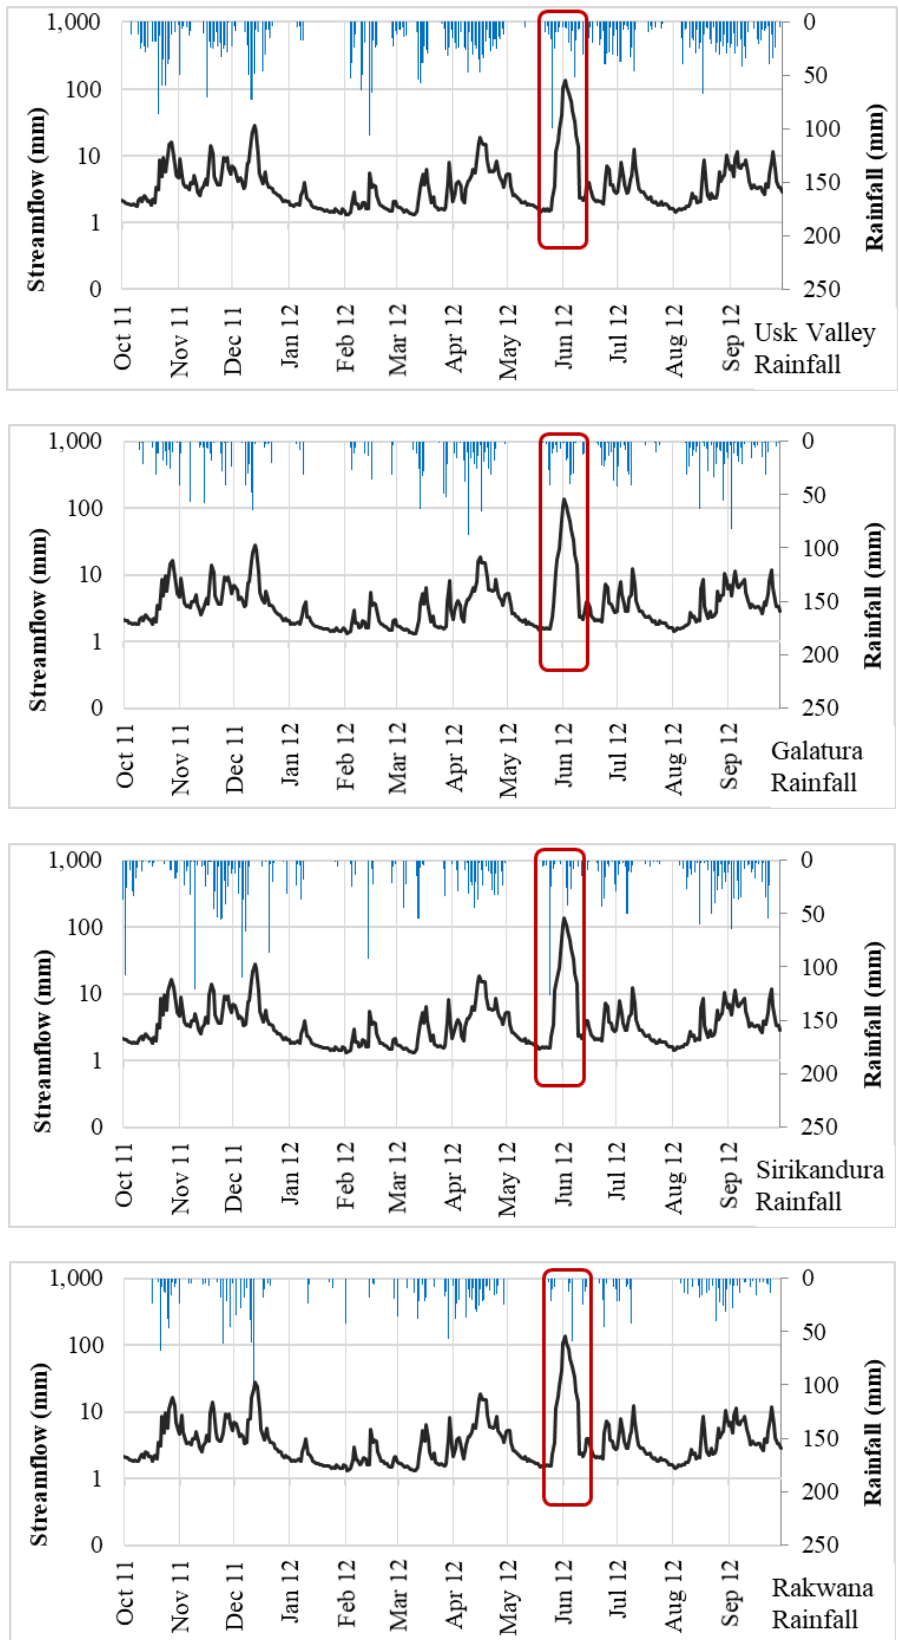 1,000
100
10
1
0
Streamflow (mm)
0
50
100
150
200
250
Rainfall (mm)
Oct 11
Nov 11
Dec 11
Jan 12
Feb 12
Mar 12
Apr 12
May 12
Jun 12
Jul 12
Aug 12
Sep 12
Usk Valley
Rainfall
1,000
100
10
1
0
Streamflow (mm)
0
50
100
150
200
250
Rainfall (mm)
Oct 11
Nov 11
Dec 11
Jan 12
Feb 12
Mar 12
Apr 12
May 12
Jun 12
Jul 12
Aug 12
Sep 12
Galatura
Rainfall
1,000
100
10
1
0
Streamflow (mm)
0
50
100
150
200
250
Rainfall (mm)
Oct 11
Nov 11
Dec 11
Jan 12
Feb 12
Mar 12
Apr 12
May 12
Jun 12
Jul 12
Aug 12
Sep 12
Sirikandura
Rainfall
1,000
100
10
1
0
Streamflow (mm)
0
50
100
150
200
250
Rainfall (mm)
Oct 11
Nov 11
Dec 11
Jan 12
Feb 12
Mar 12
Apr 12
May 12
Jun 12
Jul 12
Aug 12
Sep 12
Rakwana
Rainfall